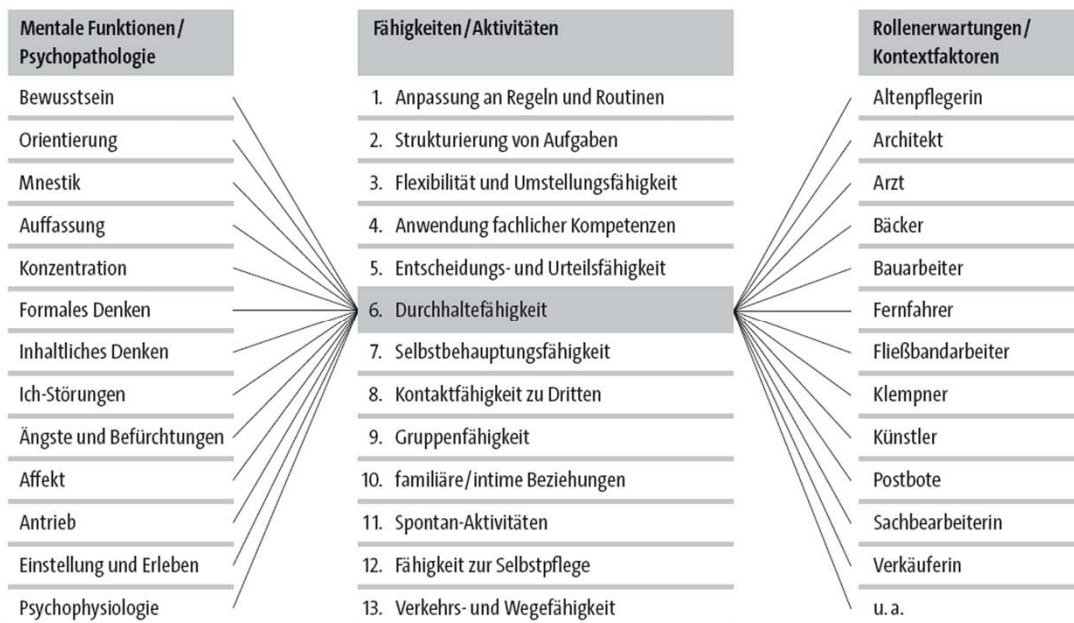 Mentale Funktionen/
Psychopathologie
Bewusstsein
Orientierung
Mnestik
Auffassung
Konzentration
Formales Denken
Inhaltliches Denken
Ich-Störungen
Ängste und Befürchtungen
Affekt
Antrieb
Einstellung und Erleben
Psychophysiologie
Fähigkeiten/Aktivitäten
1. Anpassung an Regeln und Routinen
2. Strukturierung von Aufgaben
3. Flexibilität und Umstellungsfähigkeit
4. Anwendung fachlicher Kompetenzen
5. Entscheidungs- und Urteilsfähigkeit
6. Durchhaltefähigkeit
7. Selbstbehauptungsfähigkeit
8. Kontaktfähigkeit zu Dritten
9. Gruppenfähigkeit
10. familiäre/intime Beziehungen
11. Spontan-Aktivitäten
12. Fähigkeit zur Selbstpflege
13. Verkehrs- und Wegefähigkeit
Rollenerwartungen/
Kontextfaktoren
Altenpflegerin
Architekt
Arzt
Bäcker
Bauarbeiter
Fernfahrer
Fließbandarbeiter
Klempner
Künstler
Postbote
Sachbearbeiterin
Verkäuferin
u. a.